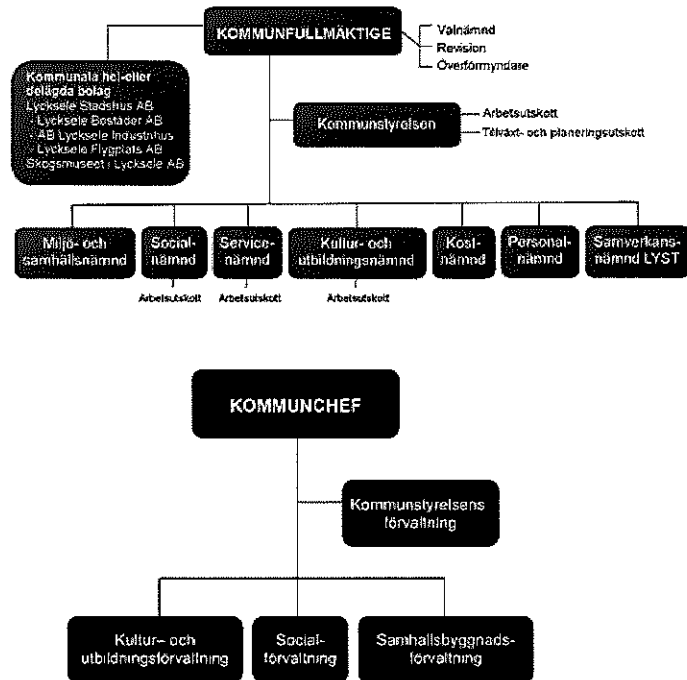 KOMMUNFULLMÄKTIGE
Valnämnd
Revision
Överförmyndare
Kommunala hel-eller
delägda bolag
Lycksele Stadshus AB
- Lycksele Bostäder AB
- AB Lycksele Industrihus
- Lycksele Flygplats AB
Skogsmuseet i Lycksele AB
Kommunstyrelsen
Arbetsutskott
Tillväxt- och planeringsutskott
Miljö- och
samhällsnämnd
Social-
nämnd
Service-
nämnd
Kultur- och
utbildningsnämnd
Kost-
nämnd
Personal-
nämnd
Samverkans-
nämnd LYST
Arbetsutskott
Arbetsutskott
Arbetsutskott
KOMMUNCHEF
Kommunstyrelsens
förvaltning
Kultur- och
utbildningsförvaltning
Social-
förvaltning
Samhällsbyggnads-
förvaltning